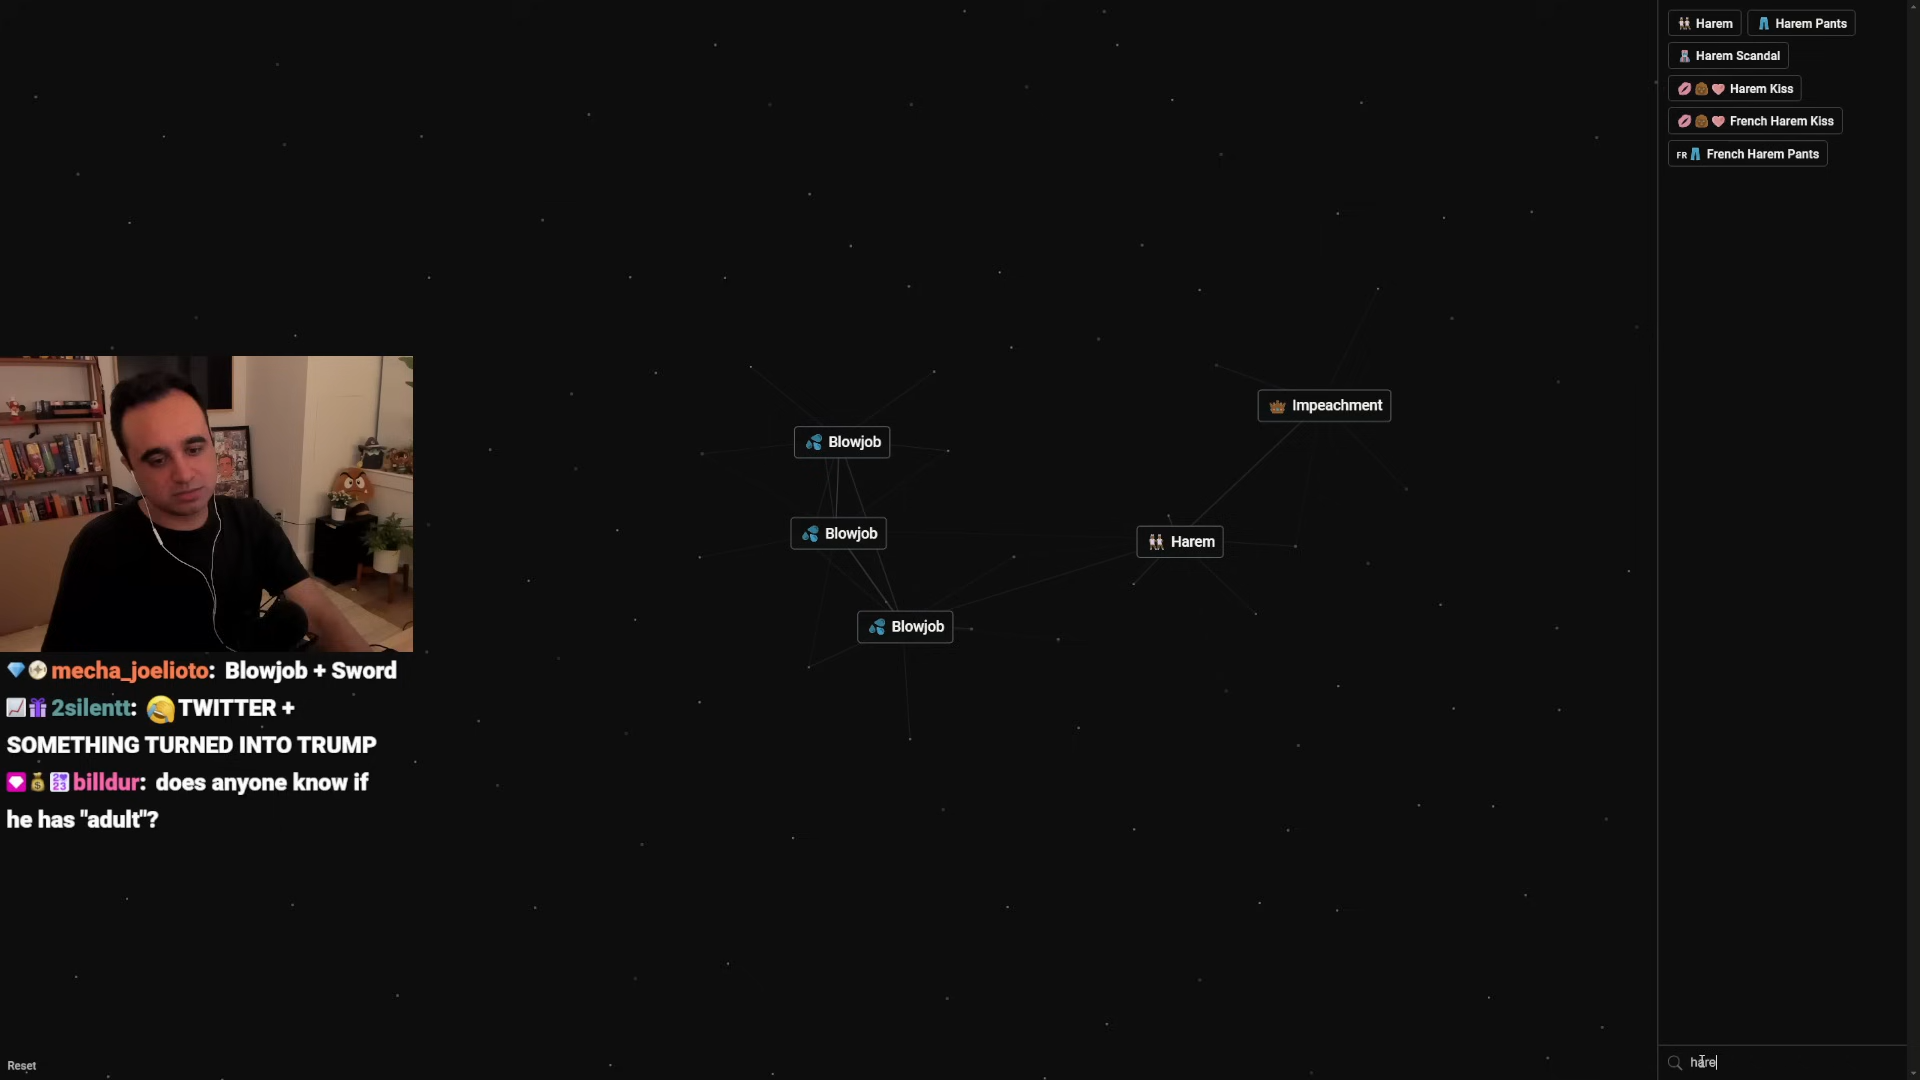 Harem
Harem Pants
Harem Scandal
Harem Kiss
French Harem Kiss
FR French Harem Pants
Impeachment
Blowjob
Blowjob
Harem
Blowjob
mecha_joelioto: Blowjob + Sword
2silentt: TWITTER +
SOMETHING TURNED INTO TRUMP
billdur: does anyone know if
he has "adult"?
Reset
hare